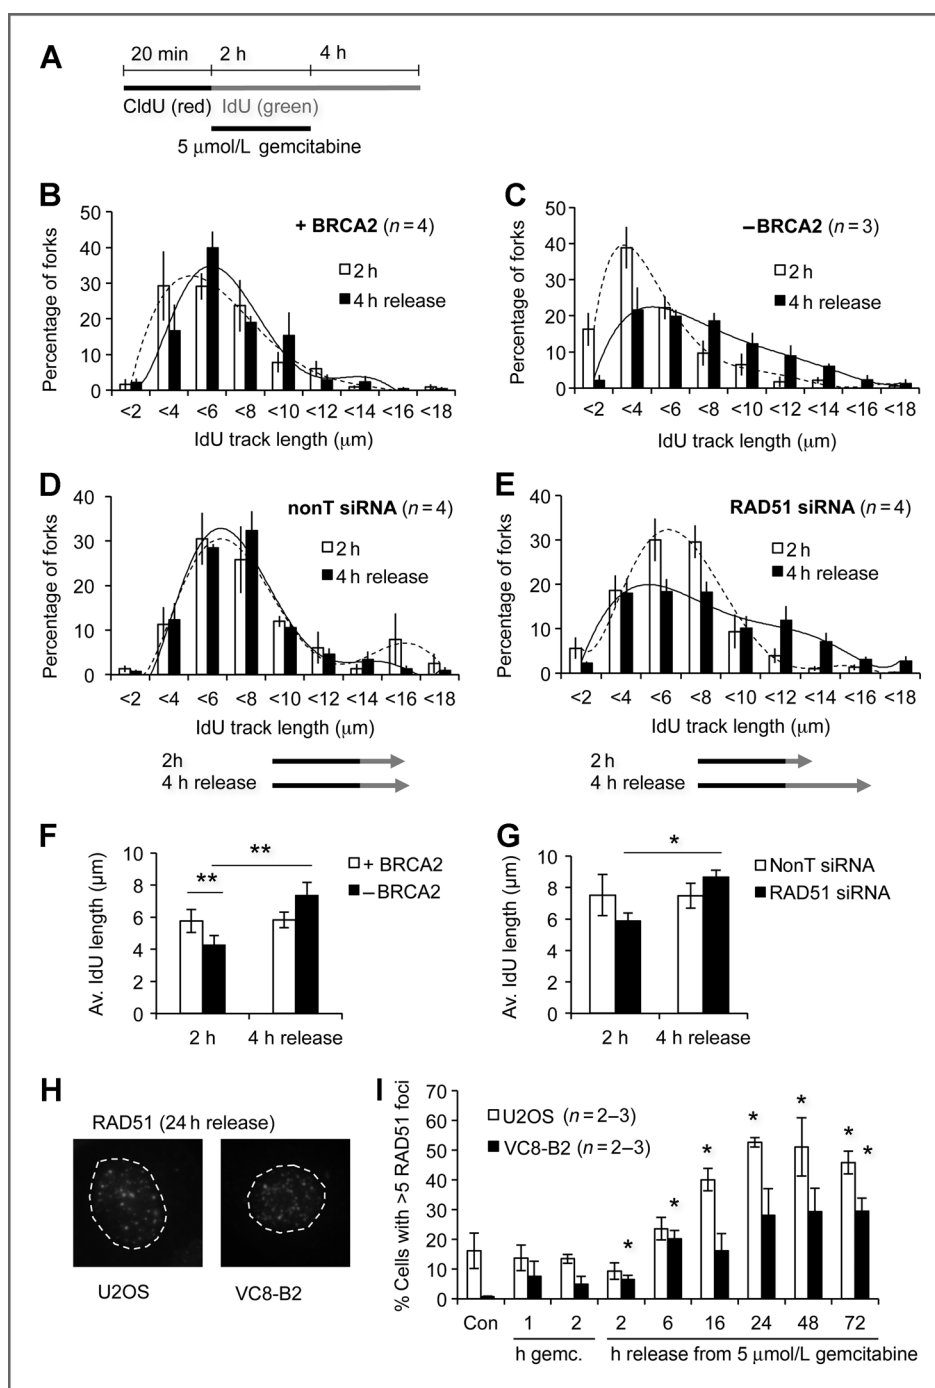 A
20 min 2 h 4 h
CldU (red) IdU (green)
5 μmol/L gemcitabine
B
+ BRCA2 (n = 4)
2 h
4 h release
Percentage of forks
50
40
30
20
10
0
<2 <4 <6 <8 <10 <12 <14 <16 <18
IdU track length (μm)
C
–BRCA2 (n = 3)
2 h
4 h release
Percentage of forks
50
40
30
20
10
0
<2 <4 <6 <8 <10 <12 <14 <16 <18
IdU track length (μm)
D
nonT siRNA (n = 4)
2 h
4 h release
Percentage of forks
40
30
20
10
0
<2 <4 <6 <8 <10 <12 <14 <16 <18
IdU track length (μm)
2h
4 h release
E
RAD51 siRNA (n = 4)
2 h
4 h release
Percentage of forks
40
30
20
10
0
<2 <4 <6 <8 <10 <12 <14 <16 <18
IdU track length (μm)
2 h
4 h release
F
** **
+ BRCA2
–BRCA2
Av. IdU length (μm)
10
8
6
4
2
0
2 h 4 h release
G
*
NonT siRNA
RAD51 siRNA
Av. IdU length (μm)
10
8
6
4
2
0
2 h 4 h release
H
RAD51 (24 h release)
U2OS VC8-B2
I
U2OS (n = 2–3)
VC8-B2 (n = 2–3)
% Cells with >5 RAD51 foci
70
60
50
40
30
20
10
0
* * * * * * *
Con 1 2 2 6 16 24 48 72
h gemc. h release from 5 μmol/L gemcitabine